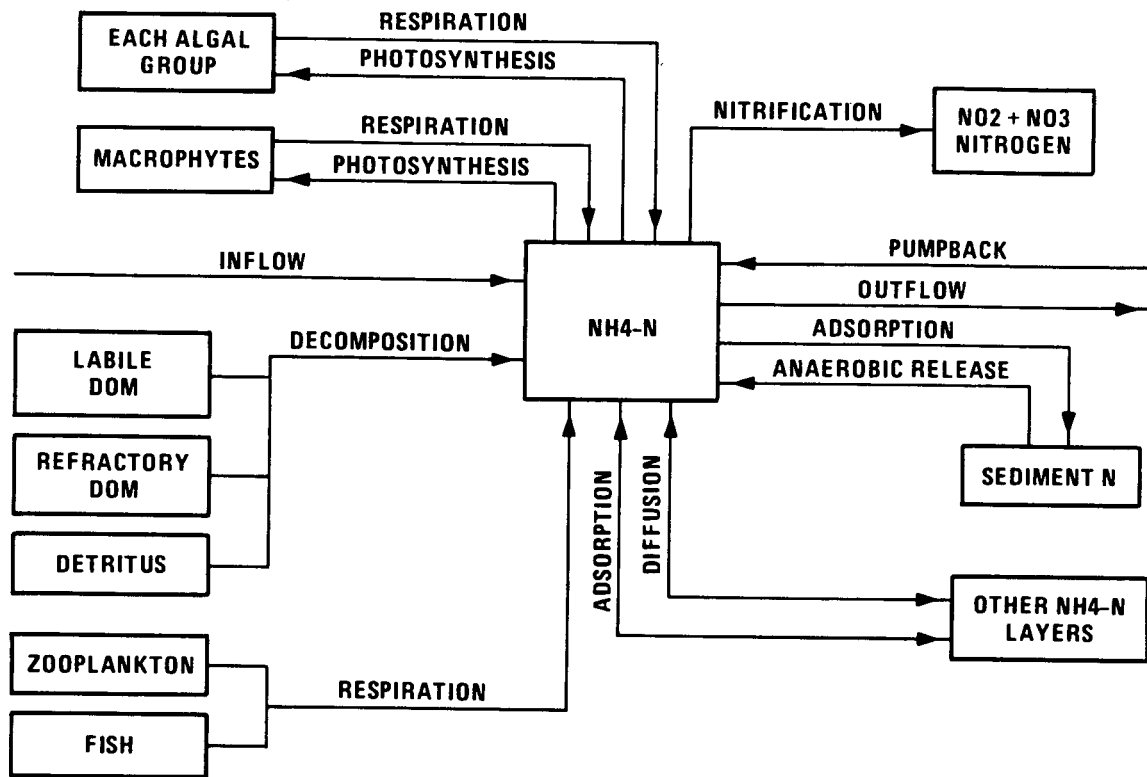 EACH ALGAL
GROUP
RESPIRATION
PHOTOSYNTHESIS
MACROPHYTES
RESPIRATION
PHOTOSYNTHESIS
NITRIFICATION
NO2 + NO3
NITROGEN
INFLOW
NH4-N
PUMPBACK
OUTFLOW
ADSORPTION
ANAEROBIC RELEASE
SEDIMENT N
LABILE
DOM
DECOMPOSITION
REFRACTORY
DOM
DETRITUS
ADSORPTION
DIFFUSION
OTHER NH4-N
LAYERS
ZOOPLANKTON
RESPIRATION
FISH